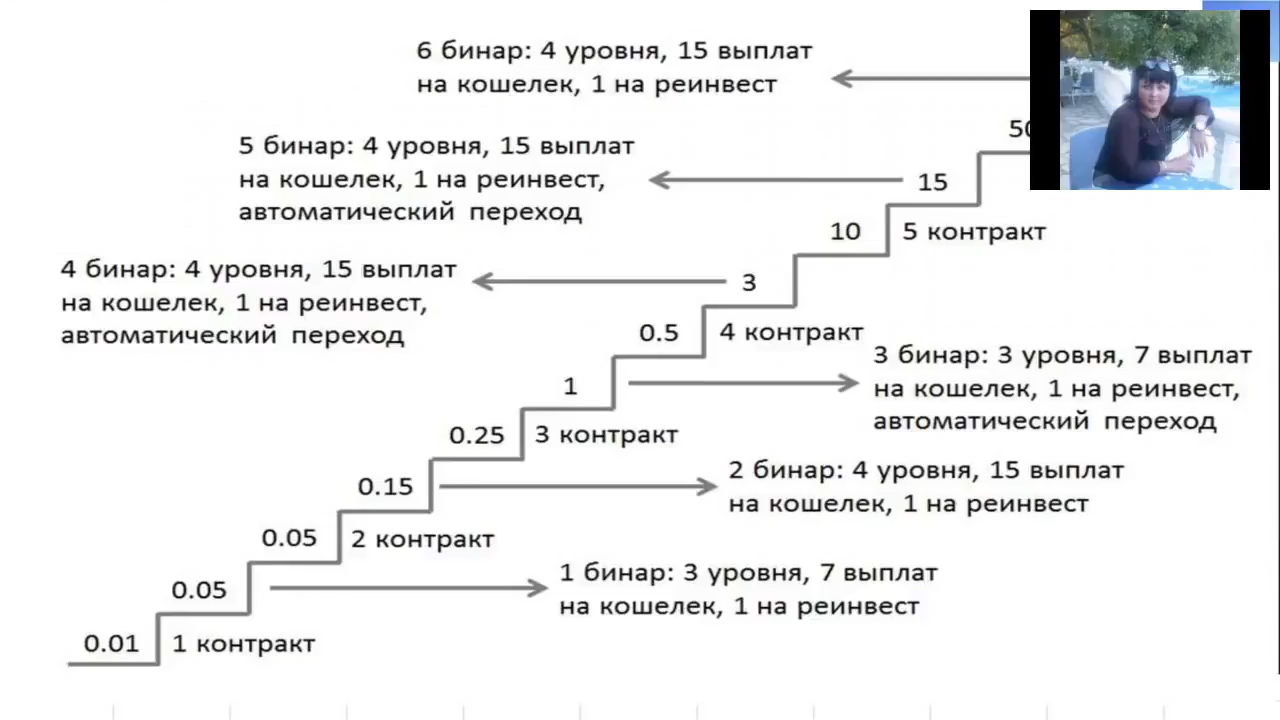 6 бинар: 4 уровня, 15 выплат
на кошелек, 1 на реинвест
5 бинар: 4 уровня, 15 выплат
на кошелек, 1 на реинвест,
автоматический переход
15
10
5 контракт
4 бинар: 4 уровня, 15 выплат
на кошелек, 1 на реинвест,
автоматический переход
3
0.5
4 контракт
3 бинар: 3 уровня, 7 выплат
на кошелек, 1 на реинвест,
автоматический переход
1
0.25
3 контракт
2 бинар: 4 уровня, 15 выплат
на кошелек, 1 на реинвест
0.15
0.05
2 контракт
1 бинар: 3 уровня, 7 выплат
на кошелек, 1 на реинвест
0.05
0.01
1 контракт